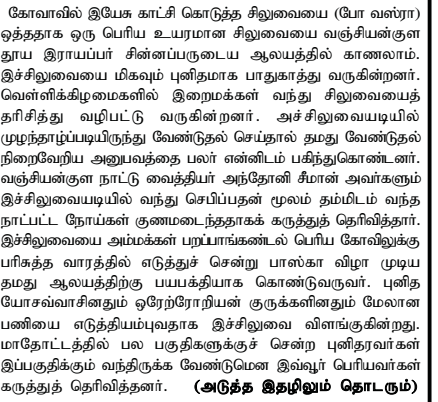 கோவாவில் இயேசு காட்சி கொடுத்த சிலுவையை (போ வஸ்ரா)
ஒத்ததாக ஒரு பெரிய உயரமான சிலுவையை வஞ்சியன்குள
தூய இராயப்பர் சின்னப்பருடைய ஆலயத்தில் காணலாம்.
இச்சிலுவையை மிகவும் புனிதமாக பாதுகாத்து வருகின்றனர்.
வெள்ளிக்கிழமைகளில் இறைமக்கள் வந்து சிலுவையைத்
தரிசித்து வழிபட்டு வருகின்றனர். அச்சிலுவையடியில்
முழந்தாழ்ப்படியிருந்து வேண்டுதல் செய்தால் தமது வேண்டுதல்
நிறைவேறிய அனுபவத்தை பலர் என்னிடம் பகிந்துகொண்டனர்.
வஞ்சியன்குள நாட்டு வைத்தியர் அந்தோனி சீமான் அவர்களும்
இச்சிலுவையடியில் வந்து செபிப்பதன் மூலம் தம்மிடம் வந்த
நாட்பட்ட நோய்கள் குணமடைந்ததாகக் கருத்துத் தெரிவித்தார்.
இச்சிலுவையை அம்மக்கள் பறப்பாங்கண்டல் பெரிய கோவிலுக்கு
பரிசுத்த வாரத்தில் எடுத்துச் சென்று பாஸ்கா விழா முடிய
தமது ஆலயத்திற்கு பயபக்தியாக கொண்டுவருவர். புனித
யோசவ்வாசினதும் ஒரேற்ரோறியன் குருக்களினதும் மேலான
பணியை எடுத்தியம்புவதாக இச்சிலுவை விளங்குகின்றது.
மாதோட்டத்தில் பல பகுதிகளுக்குச் சென்ற புனிதரவர்கள்
இப்பகுதிக்கும் வந்திருக்க வேண்டுமென இவ்வூர் பெரியவர்கள்
கருத்துத் தெரிவித்தனர். (அடுத்த இதழிலும் தொடரும்)